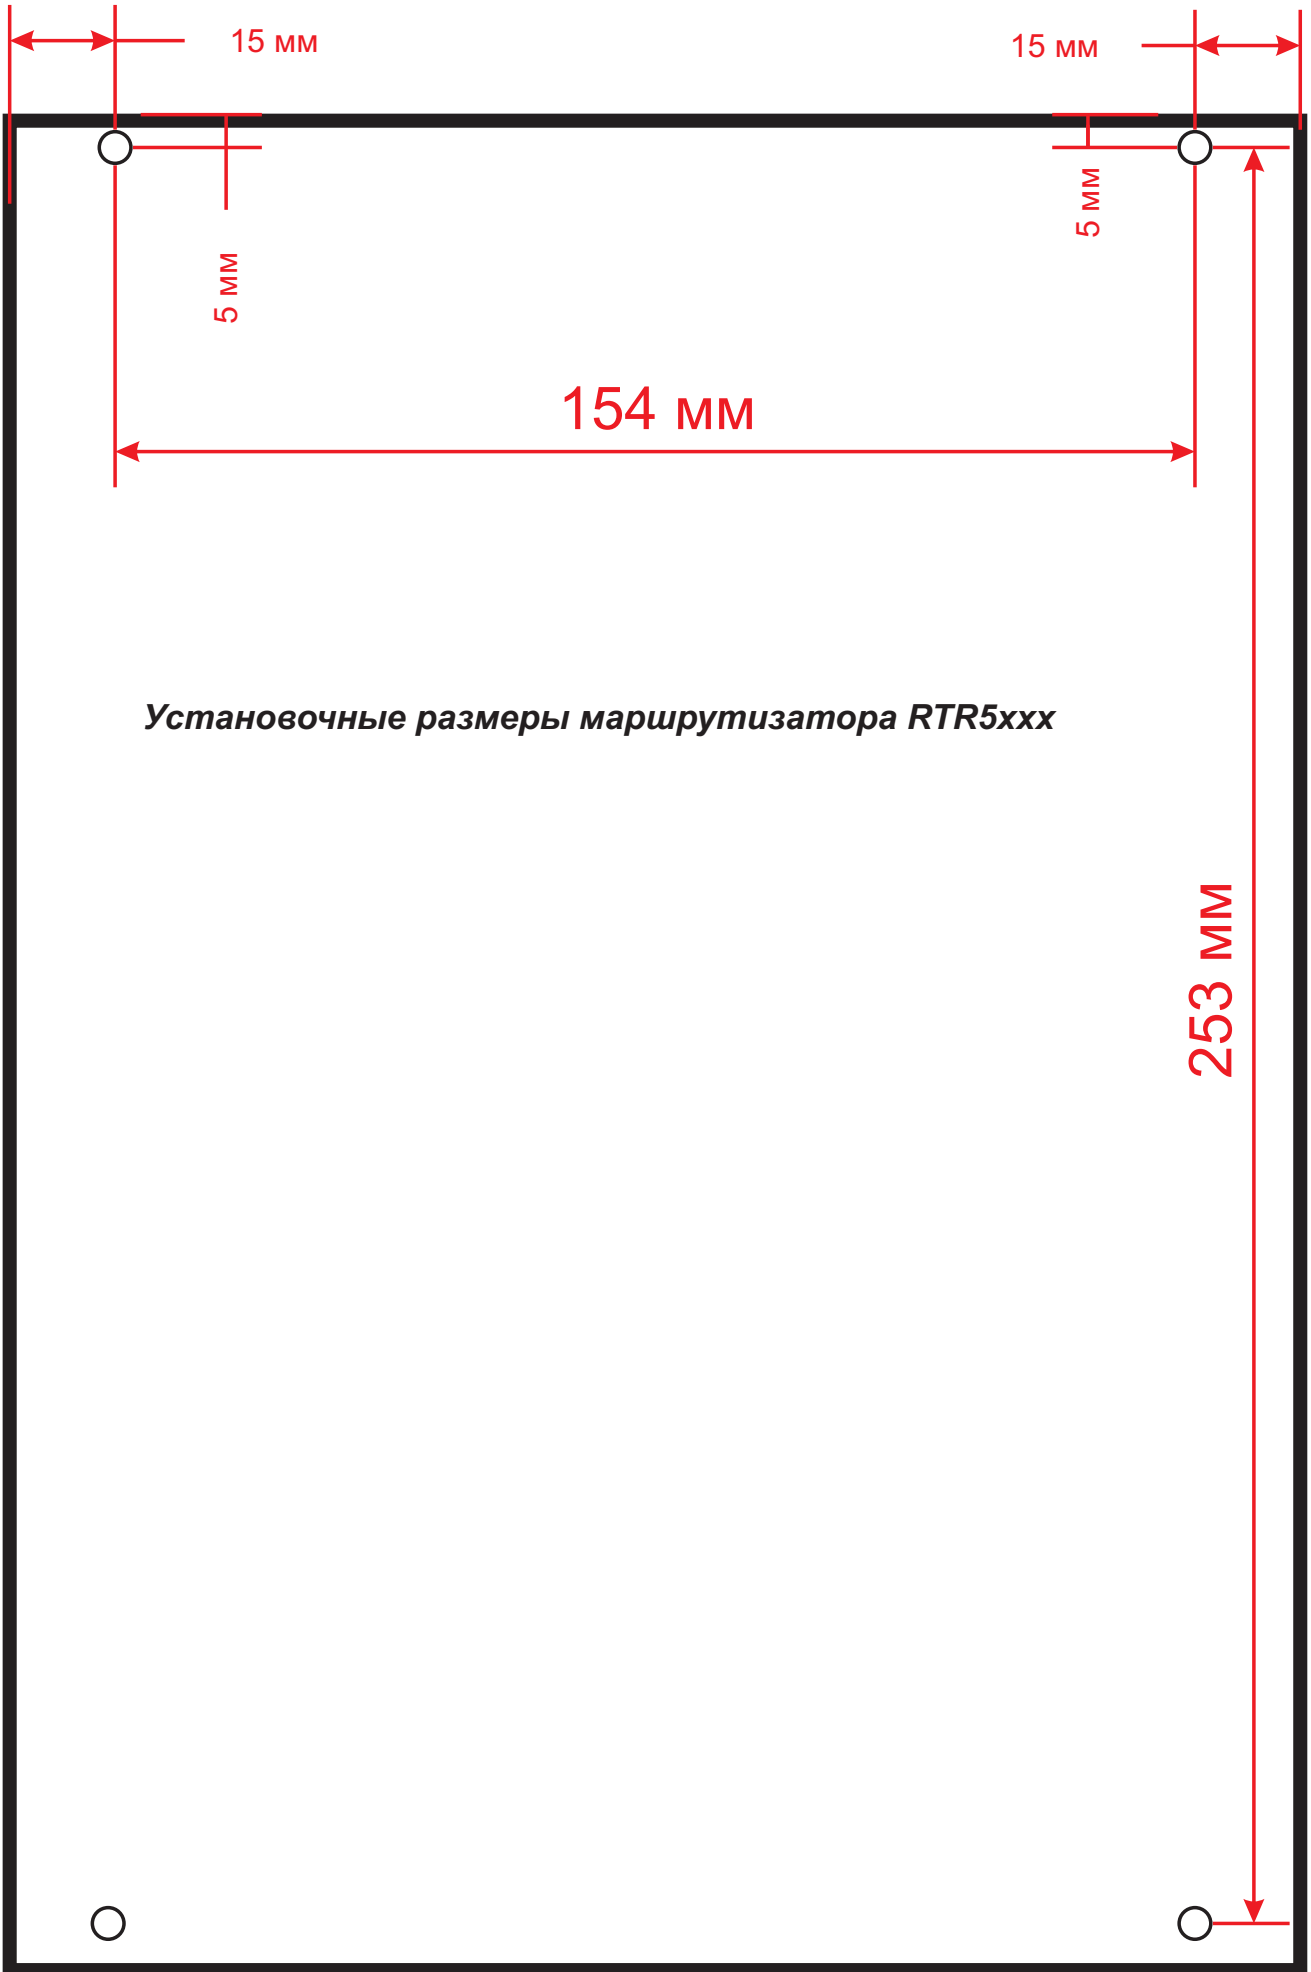 15 мм
15 мм
5 мм
5 мм
154 мм
Установочные размеры маршрутизатора RTR5xxx
253 мм